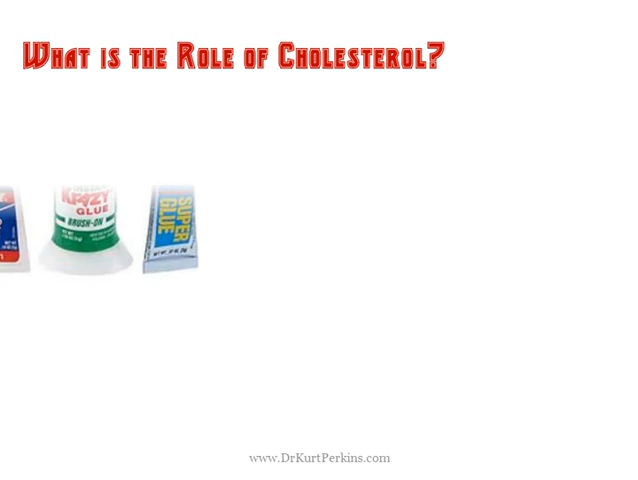 What is the Role of Cholesterol?
KRAZY
GLUE
BRUSH-ON
SUPER
GLUE
www.DrKurtPerkins.com